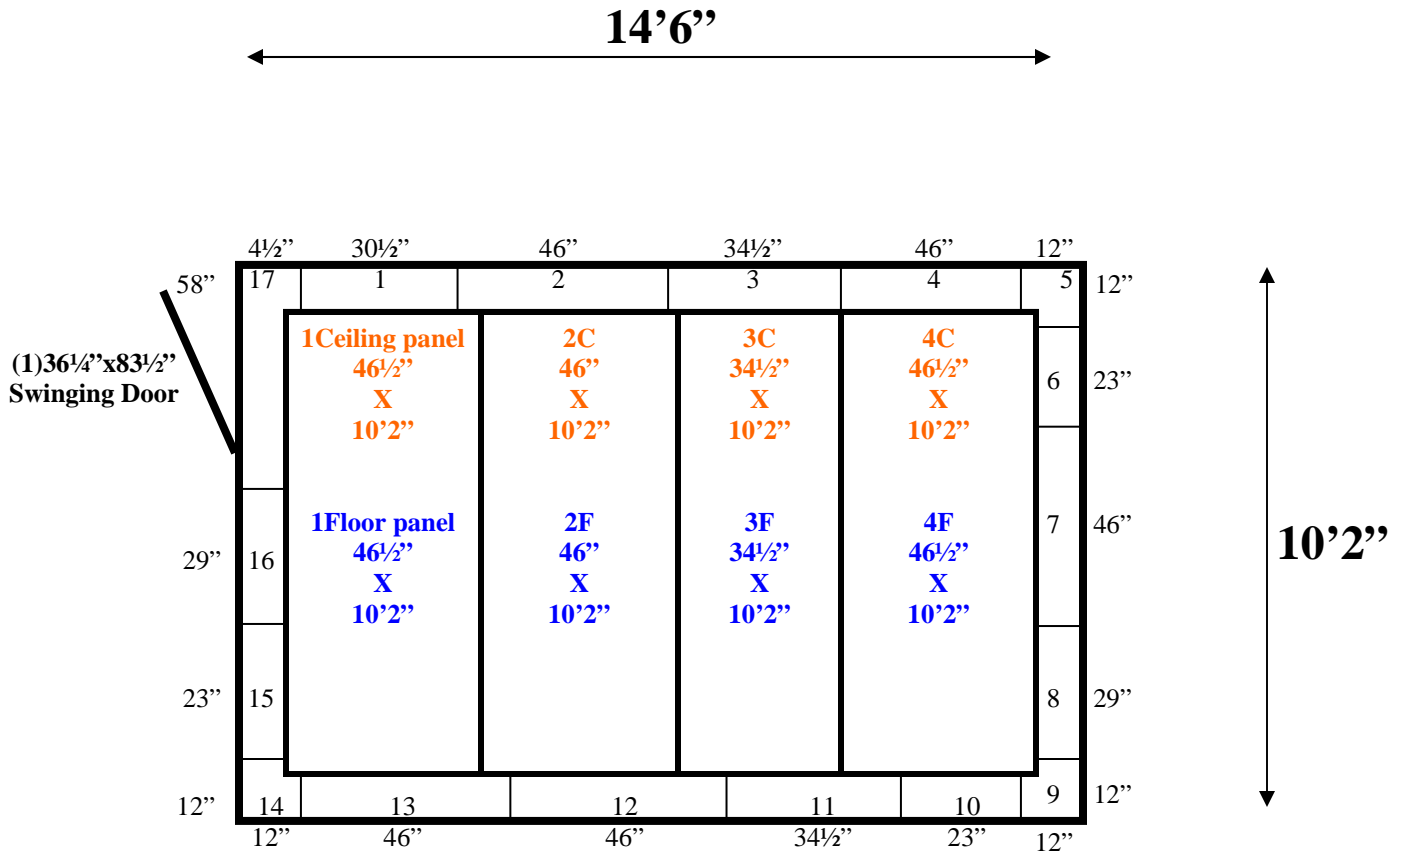 14’6”
4½” 30½” 46” 34½” 46” 12”
58” 17 1 2 3 4 5 12”
(1)36¼”x83½”
Swinging Door
1Ceiling panel
46½”
X
10’2”
2C
46”
X
10’2”
3C
34½”
X
10’2”
4C
46½”
X
10’2”
6 23”
1Floor panel
46½”
X
10’2”
2F
46”
X
10’2”
3F
34½”
X
10’2”
4F
46½”
X
10’2”
7 46”
10’2”
29” 16
23” 15
8 29”
12” 14 13 12 11 10 9 12”
12” 46” 46” 34½” 23” 12”